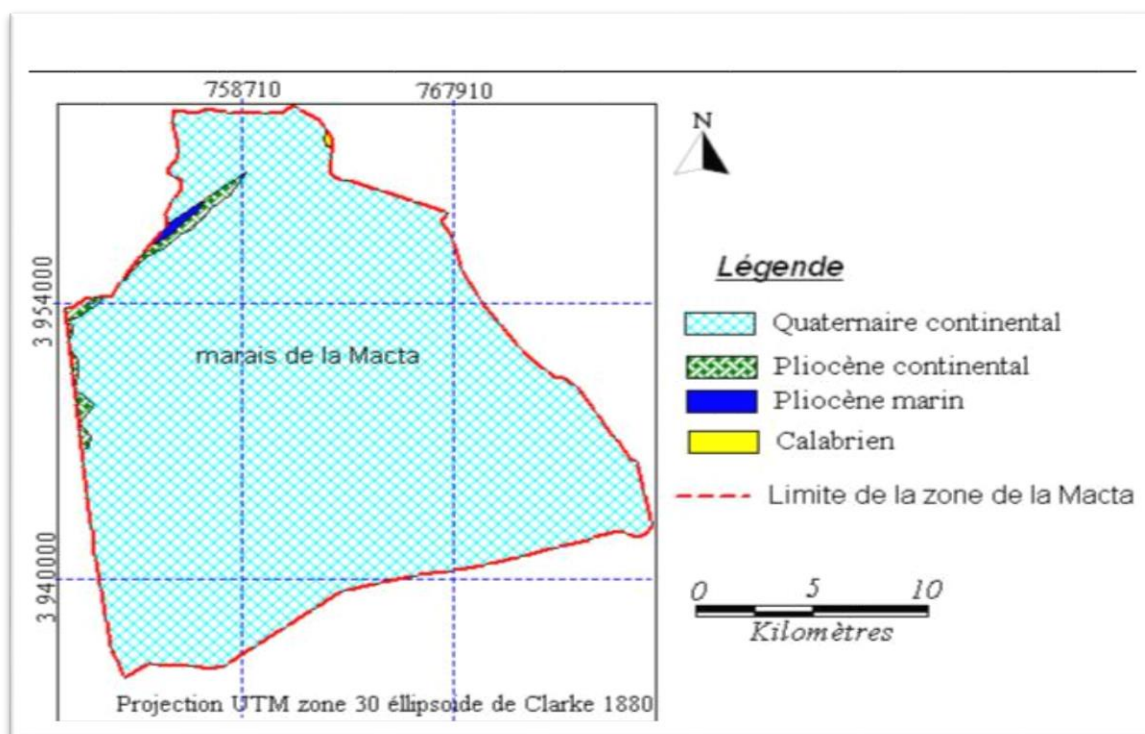 758710 767910
N
3 954000
3 940000
marais de la Macta
Projection UTM zone 30 éllipsoide de Clarke 1880
Légende
Quaternaire continental
Pliocène continental
Pliocène marin
Calabrien
Limite de la zone de la Macta
0 5 10
Kilomètres